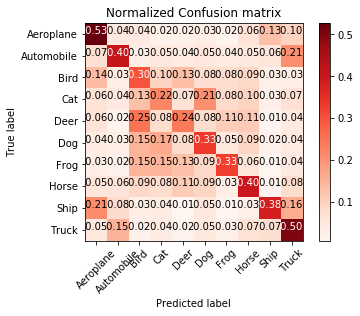 Normalized Confusion matrix
True label
Aeroplane 0.53 0.04 0.04 0.02 0.02 0.03 0.02 0.06 0.13 0.10
Automobile 0.07 0.40 0.03 0.05 0.04 0.05 0.04 0.05 0.06 0.21
Bird 0.14 0.03 0.30 0.10 0.13 0.08 0.08 0.09 0.03 0.03
Cat 0.06 0.04 0.13 0.22 0.07 0.21 0.08 0.10 0.03 0.07
Deer 0.06 0.02 0.25 0.08 0.24 0.08 0.11 0.11 0.01 0.04
Dog 0.04 0.03 0.15 0.17 0.08 0.33 0.05 0.09 0.02 0.04
Frog 0.03 0.02 0.15 0.15 0.13 0.09 0.33 0.06 0.01 0.04
Horse 0.05 0.06 0.09 0.08 0.11 0.09 0.03 0.40 0.01 0.08
Ship 0.21 0.08 0.03 0.04 0.01 0.05 0.01 0.03 0.38 0.16
Truck 0.05 0.15 0.02 0.04 0.02 0.05 0.03 0.07 0.07 0.50
Aeroplane Automobile Bird Cat Deer Dog Frog Horse Ship Truck
Predicted label
0.5
0.4
0.3
0.2
0.1